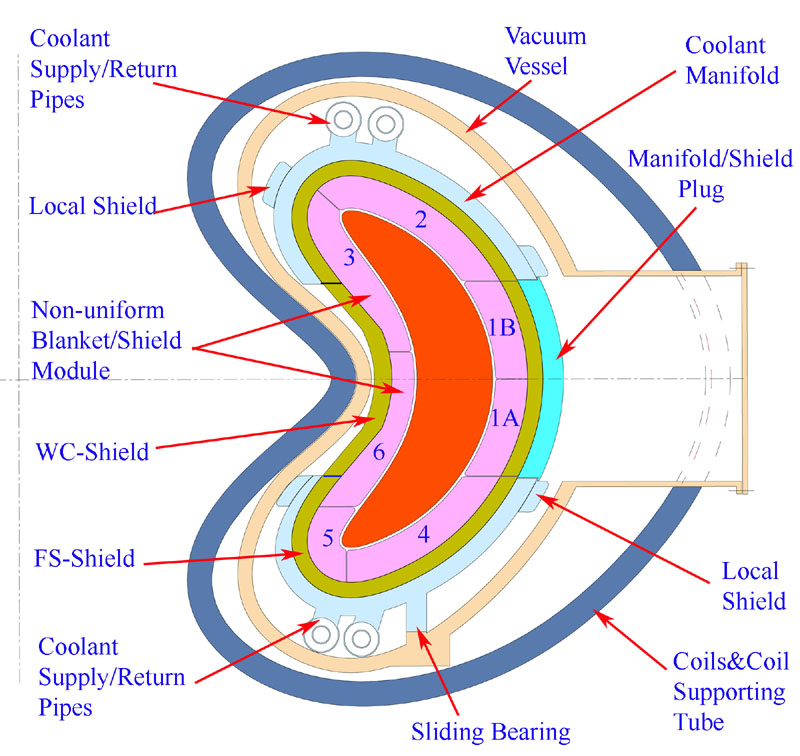 Coolant
Supply/Return
Pipes
Vacuum
Vessel
Coolant
Manifold
Manifold/Shield
Plug
Local Shield
2
3
Non-uniform
Blanket/Shield
Module
1B
1A
WC-Shield
6
5
4
FS-Shield
Local
Shield
Coolant
Supply/Return
Pipes
Sliding Bearing
Coils&Coil
Supporting
Tube